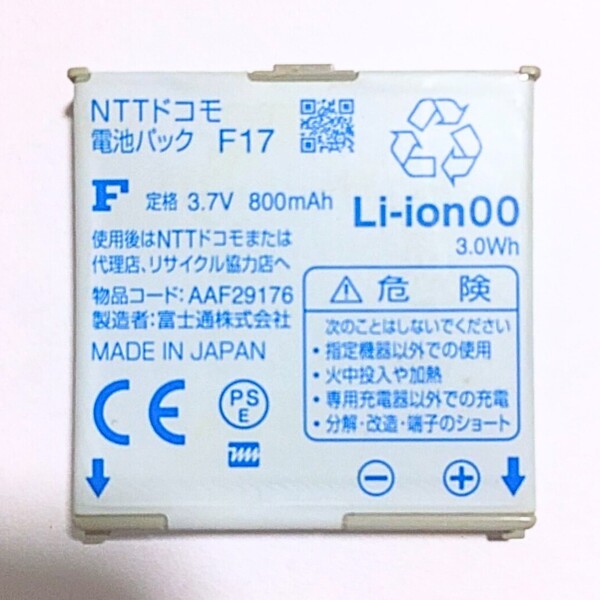 NTTドコモ
電池パック F17
F 定格 3.7V 800mAh
使用後はNTTドコモまたは
代理店、リサイクル協力店へ
物品コード：AAF29176
製造者：富士通株式会社
MADE IN JAPAN
CE
PS
E
Li-ion00
3.0Wh
⚠ 危険
次のことはしないでください
・指定機器以外での使用
・火中投入や加熱
・専用充電器以外での充電
・分解・改造・端子のショート
− +